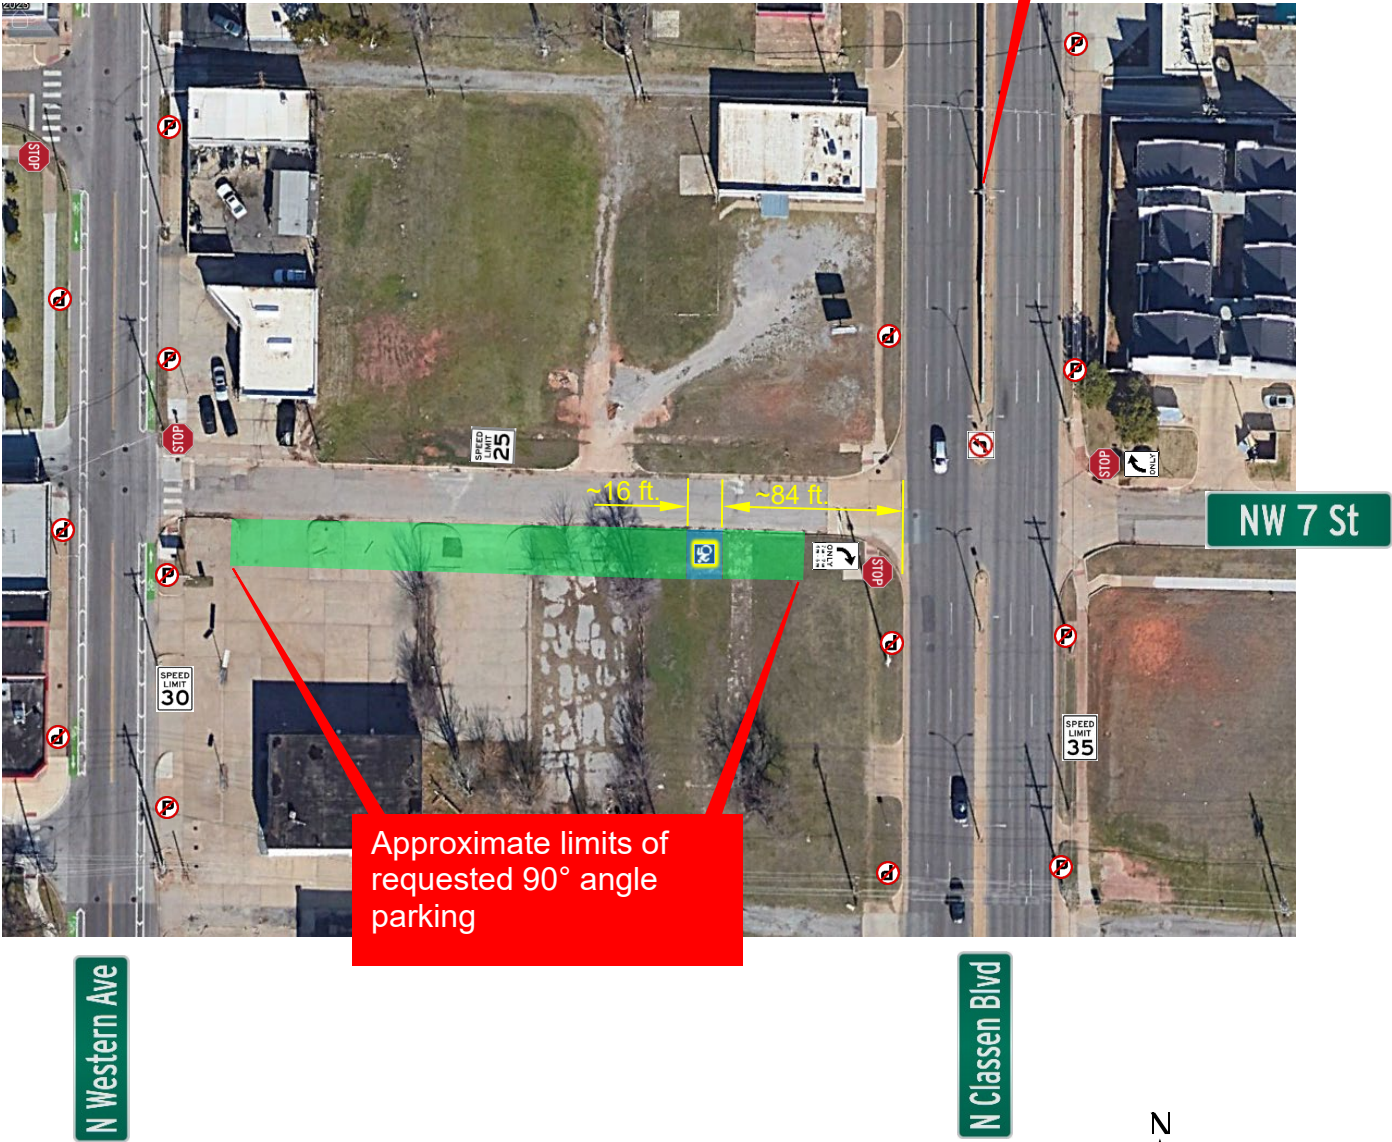 2023
P
P
STOP
P
P
P
P
STOP
SPEED
LIMIT
25
STOP
ONLY
~16 ft.
~84 ft.
NW 7 St
P
ONLY
STOP
P
P
P
SPEED
LIMIT
30
SPEED
LIMIT
35
P
P
Approximate limits of
requested 90° angle
parking
P
P
N Western Ave
N Classen Blvd
N